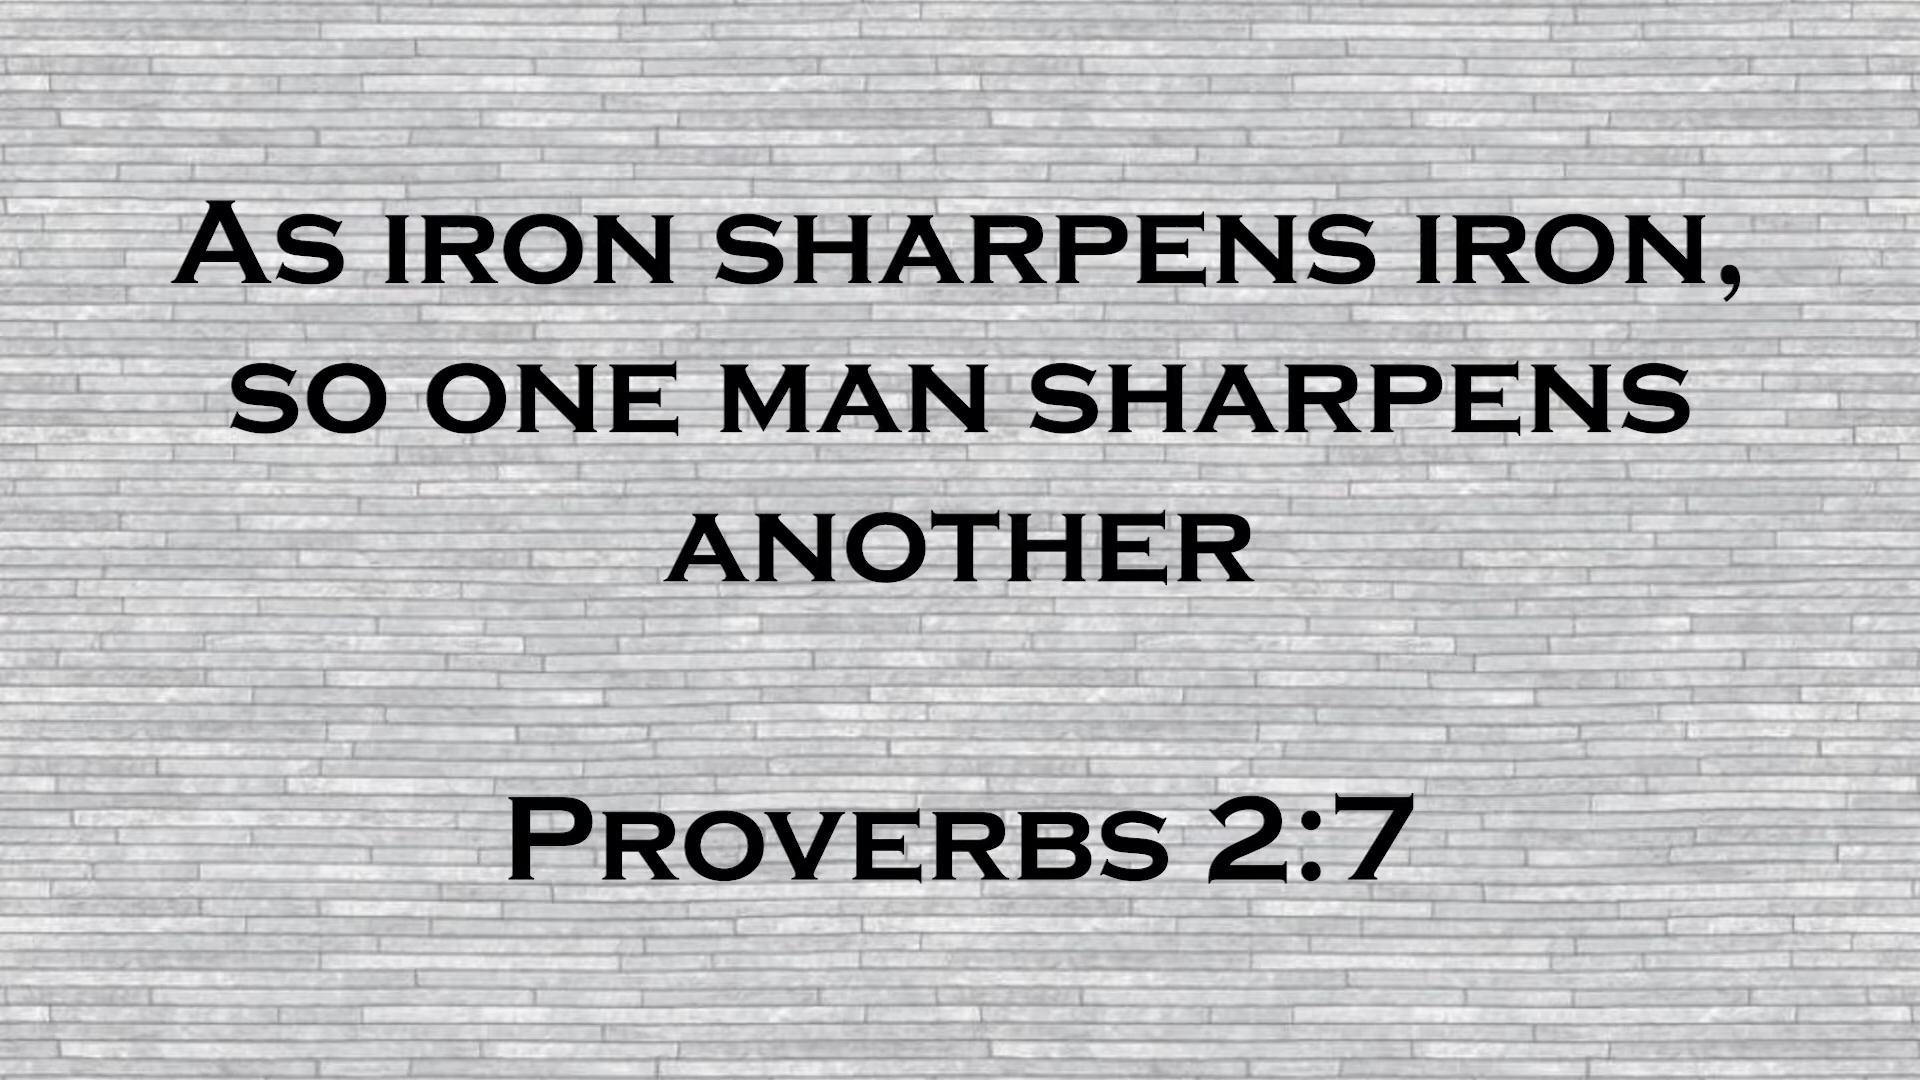 As iron sharpens iron,
so one man sharpens
another
Proverbs 2:7